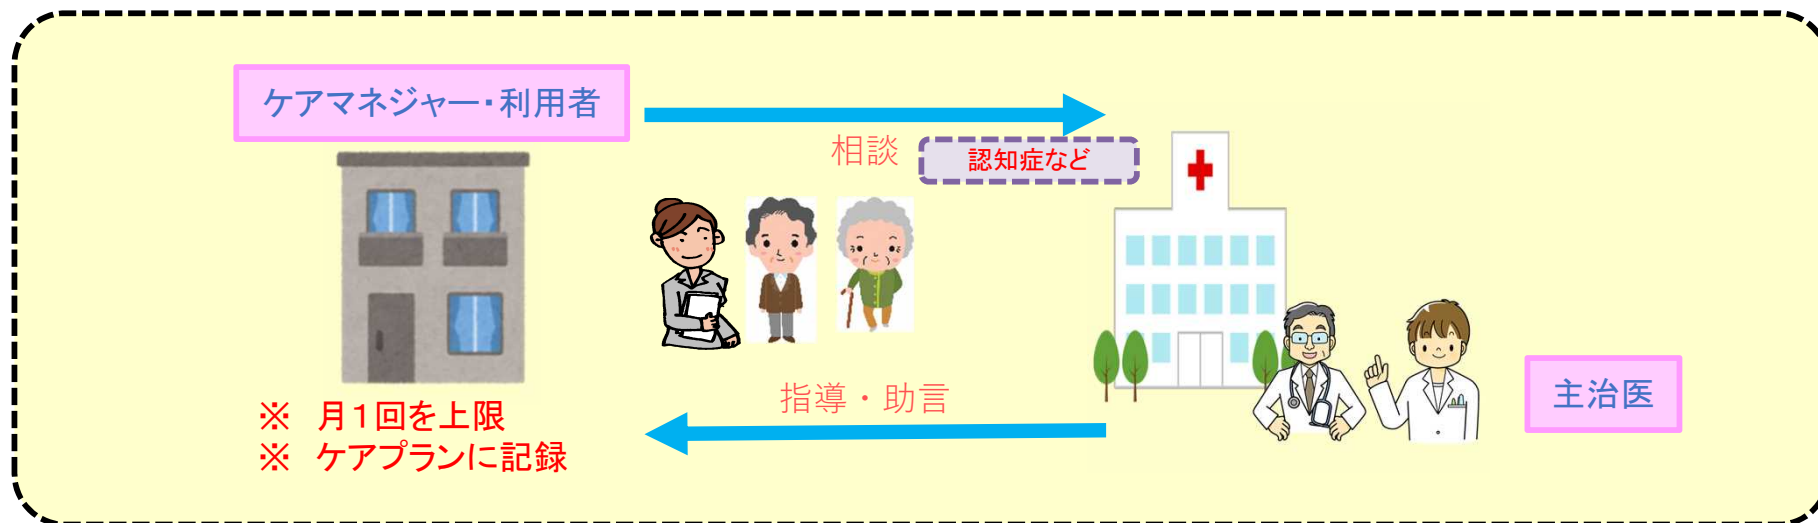 ケアマネジャー・利用者
相談
認知症など
指導・助言
主治医
※ 月1回を上限
※ ケアプランに記録